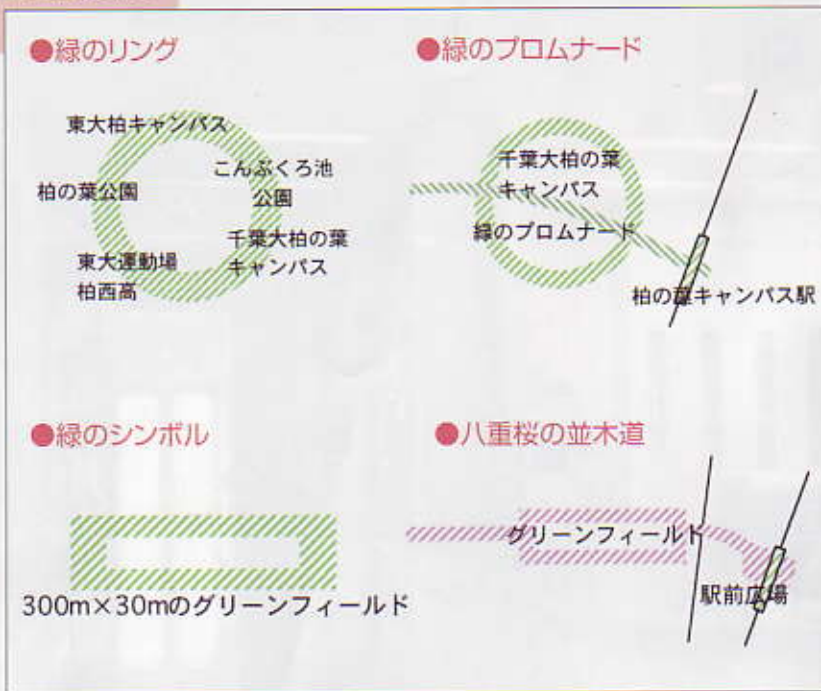 ●緑のリング
東大柏キャンパス
柏の葉公園
こんぶくろ池
公園
千葉大柏の葉
キャンパス
東大運動場
柏西高
●緑のプロムナード
千葉大柏の葉
キャンパス
緑のプロムナード
柏の葉キャンパス駅
●緑のシンボル
300m×30mのグリーンフィールド
●八重桜の並木道
グリーンフィールド
駅前広場